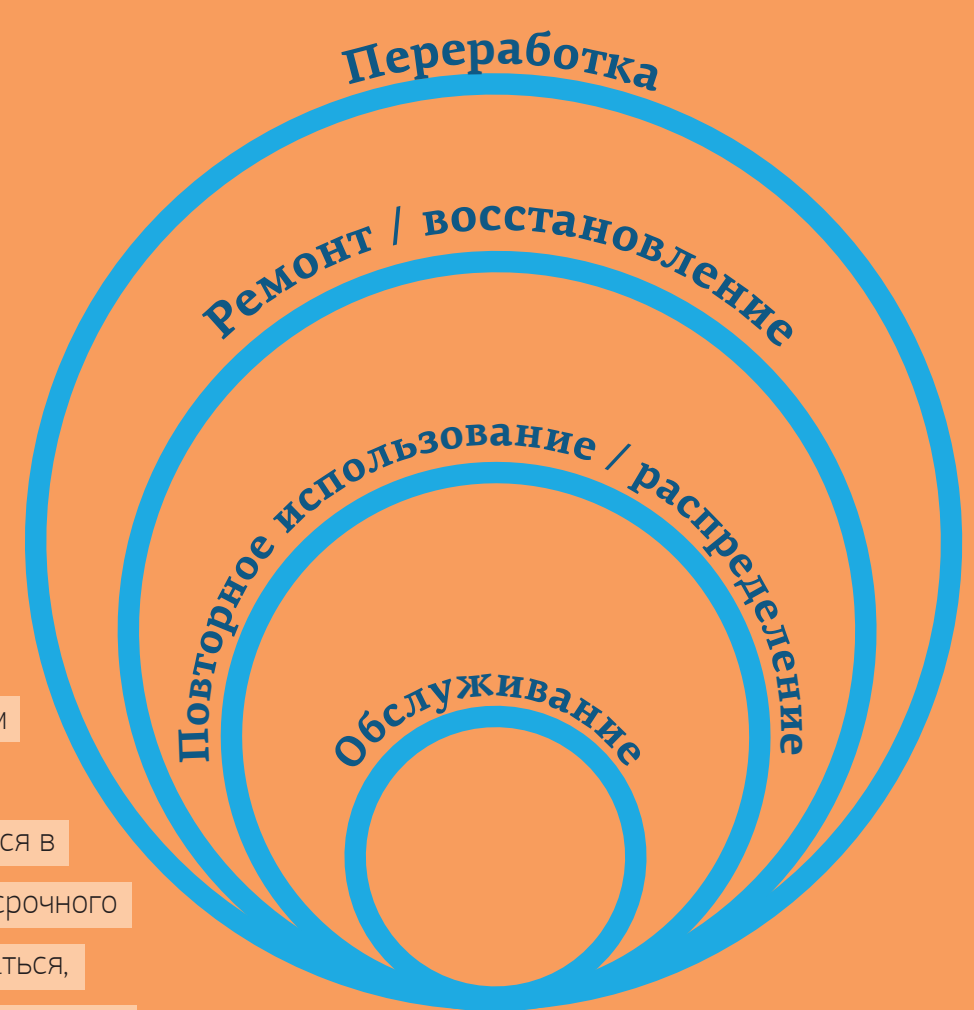 Переработка
Ремонт / восстановление
Повторное использование / распределение
Обслуживание
ся в
срочного
ться,